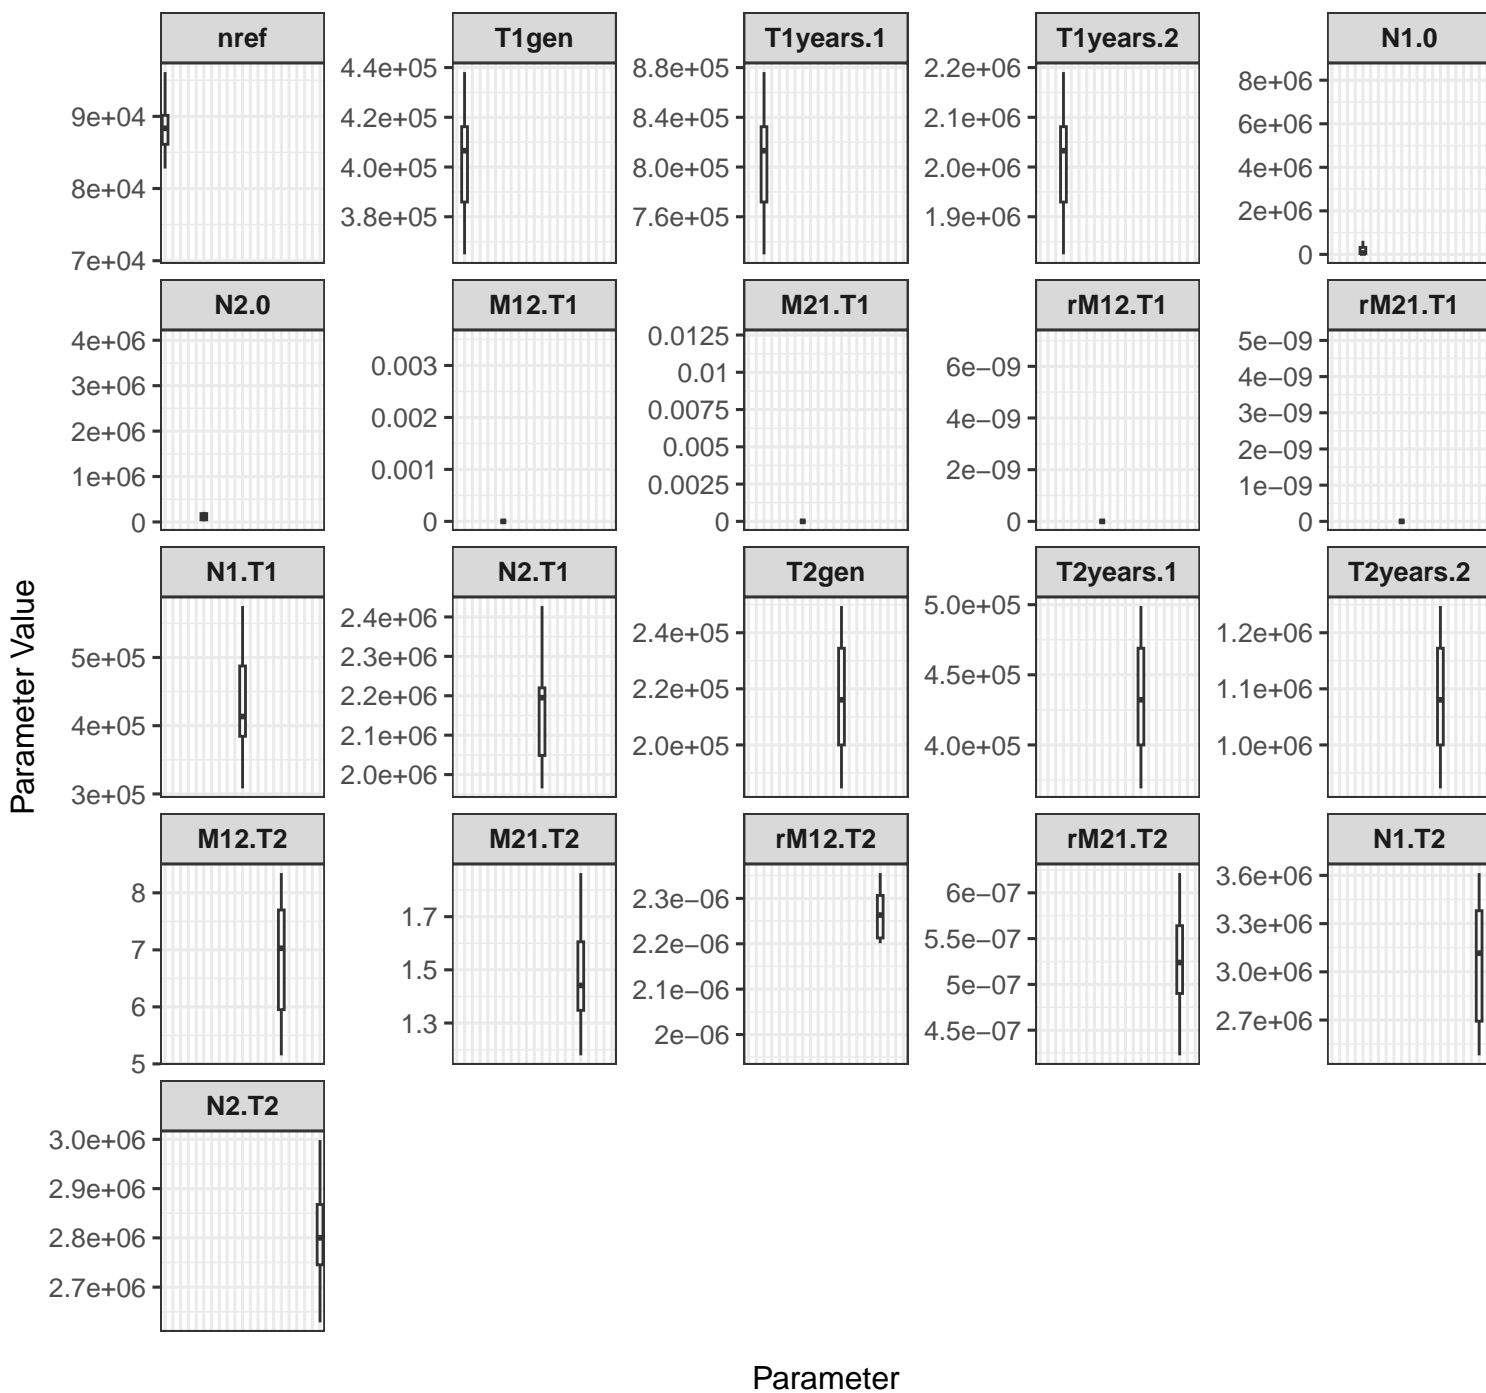 nref
T1gen
T1years.1
T1years.2
N1.0
9e+04
8e+04
7e+04
4.4e+05
4.2e+05
4.0e+05
3.8e+05
8.8e+05
8.4e+05
8.0e+05
7.6e+05
2.2e+06
2.1e+06
2.0e+06
1.9e+06
8e+06
6e+06
4e+06
2e+06
0
N2.0
M12.T1
M21.T1
rM12.T1
rM21.T1
4e+06
3e+06
2e+06
1e+06
0
0.003
0.002
0.001
0
0.0125
0.01
0.0075
0.005
0.0025
0
6e−09
4e−09
2e−09
0
5e−09
4e−09
3e−09
2e−09
1e−09
0
N1.T1
N2.T1
T2gen
T2years.1
T2years.2
5e+05
4e+05
3e+05
2.4e+06
2.3e+06
2.2e+06
2.1e+06
2.0e+06
2.4e+05
2.2e+05
2.0e+05
5.0e+05
4.5e+05
4.0e+05
1.2e+06
1.1e+06
1.0e+06
M12.T2
M21.T2
rM12.T2
rM21.T2
N1.T2
8
7
6
5
1.7
1.5
1.3
2.3e−06
2.2e−06
2.1e−06
2e−06
6e−07
5.5e−07
5e−07
4.5e−07
3.6e+06
3.3e+06
3.0e+06
2.7e+06
N2.T2
3.0e+06
2.9e+06
2.8e+06
2.7e+06
Parameter Value
Parameter